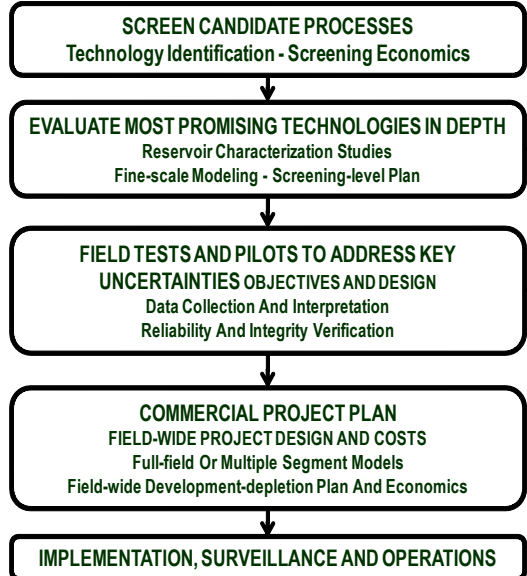 SCREEN CANDIDATE PROCESSES
Technology Identification - Screening Economics
EVALUATE MOST PROMISING TECHNOLOGIES IN DEPTH
Reservoir Characterization Studies
Fine-scale Modeling - Screening-level Plan
FIELD TESTS AND PILOTS TO ADDRESS KEY
UNCERTAINTIES OBJECTIVES AND DESIGN
Data Collection And Interpretation
Reliability And Integrity Verification
COMMERCIAL PROJECT PLAN
FIELD-WIDE PROJECT DESIGN AND COSTS
Full-field Or Multiple Segment Models
Field-wide Development-depletion Plan And Economics
IMPLEMENTATION, SURVEILLANCE AND OPERATIONS